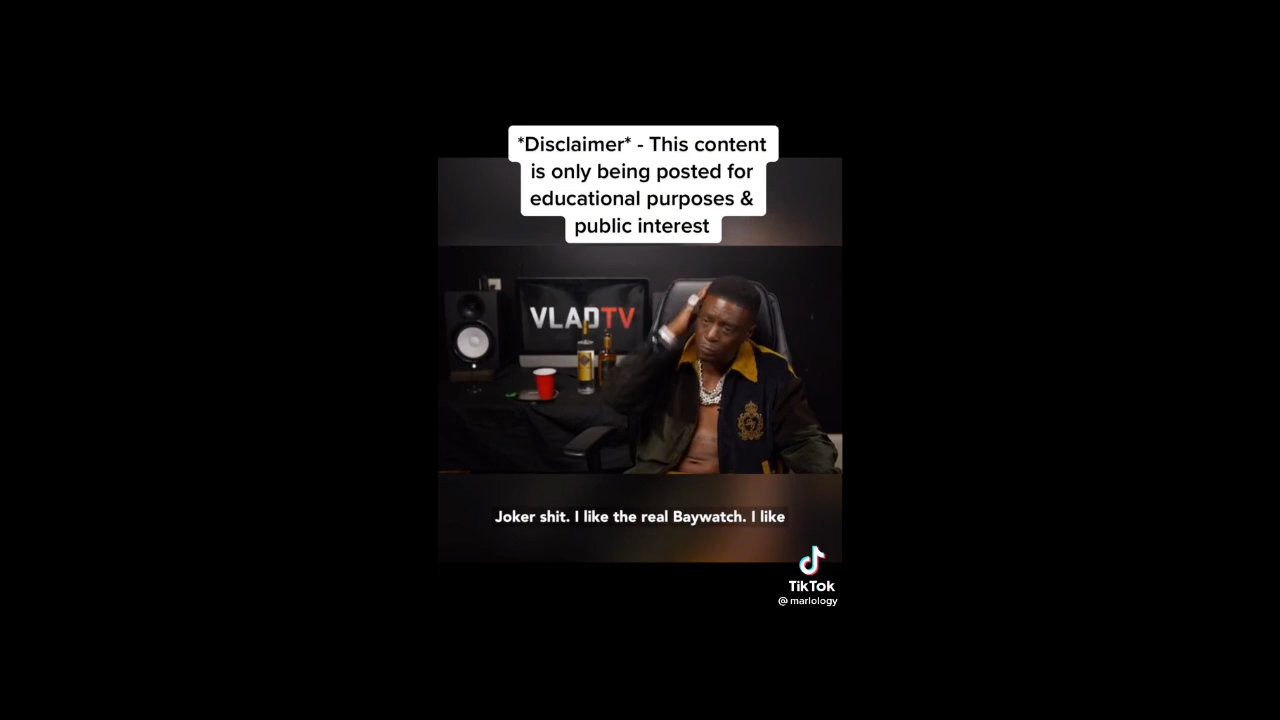 *Disclaimer* - This content
is only being posted for
educational purposes &
public interest
VLADTV
Joker shit. I like the real Baywatch. I like
TikTok
@marlology